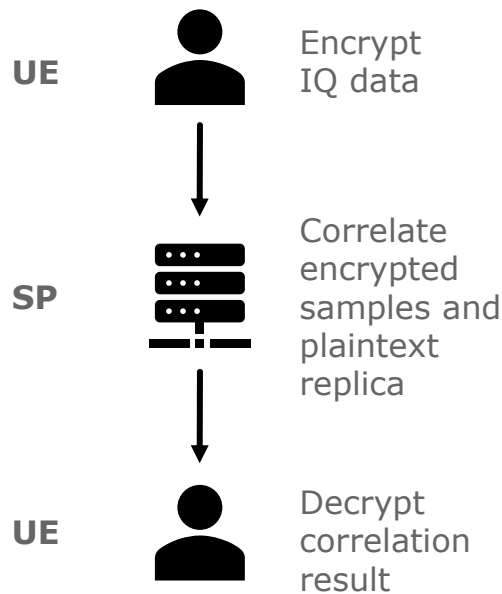 UE
Encrypt
IQ data
SP
Correlate
encrypted
samples and
plaintext
replica
UE
Decrypt
correlation
result